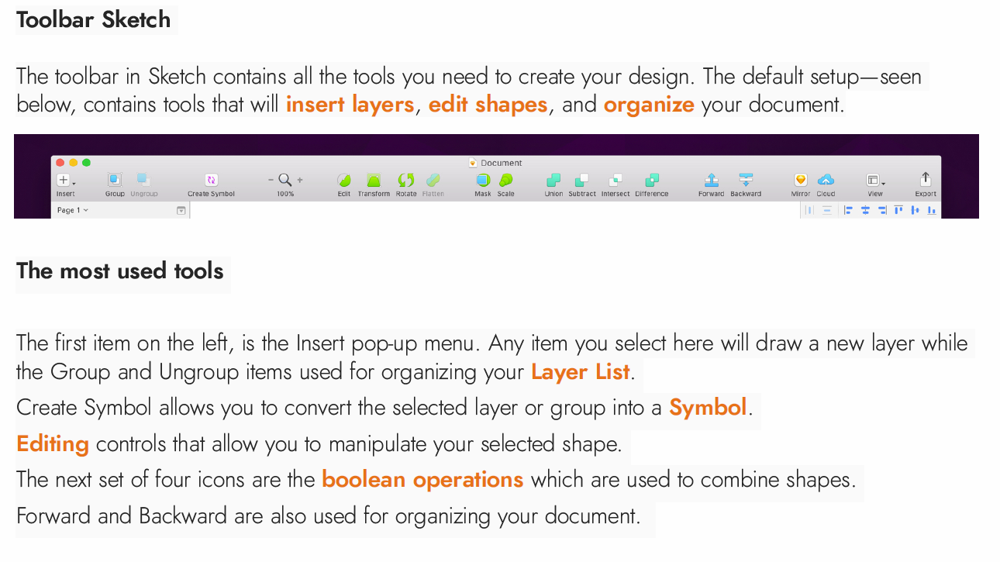 Toolbar Sketch
The toolbar in Sketch contains all the tools you need to create your design. The default setup—seen
below, contains tools that will insert layers, edit shapes, and organize your document.
Document
Insert Group Ungroup Create Symbol 100% Edit Transform Rotate Flatten Mask Scale Union Subtract Intersect Difference Forward Backward Mirror Cloud View Export
Page 1
The most used tools
The first item on the left, is the Insert pop-up menu. Any item you select here will draw a new layer while
the Group and Ungroup items used for organizing your Layer List.
Create Symbol allows you to convert the selected layer or group into a Symbol.
Editing controls that allow you to manipulate your selected shape.
The next set of four icons are the boolean operations which are used to combine shapes.
Forward and Backward are also used for organizing your document.